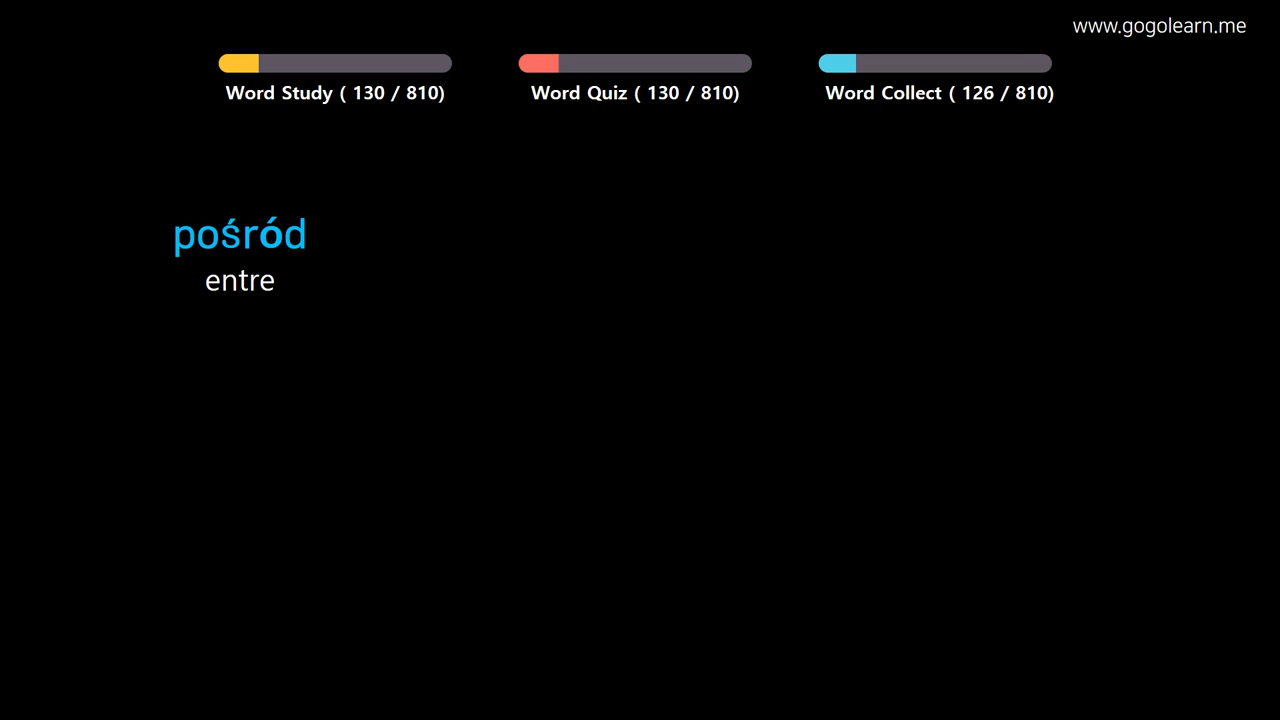 www.gogolearn.me
Word Study ( 130 / 810)
Word Quiz ( 130 / 810)
Word Collect ( 126 / 810)
pośród
entre